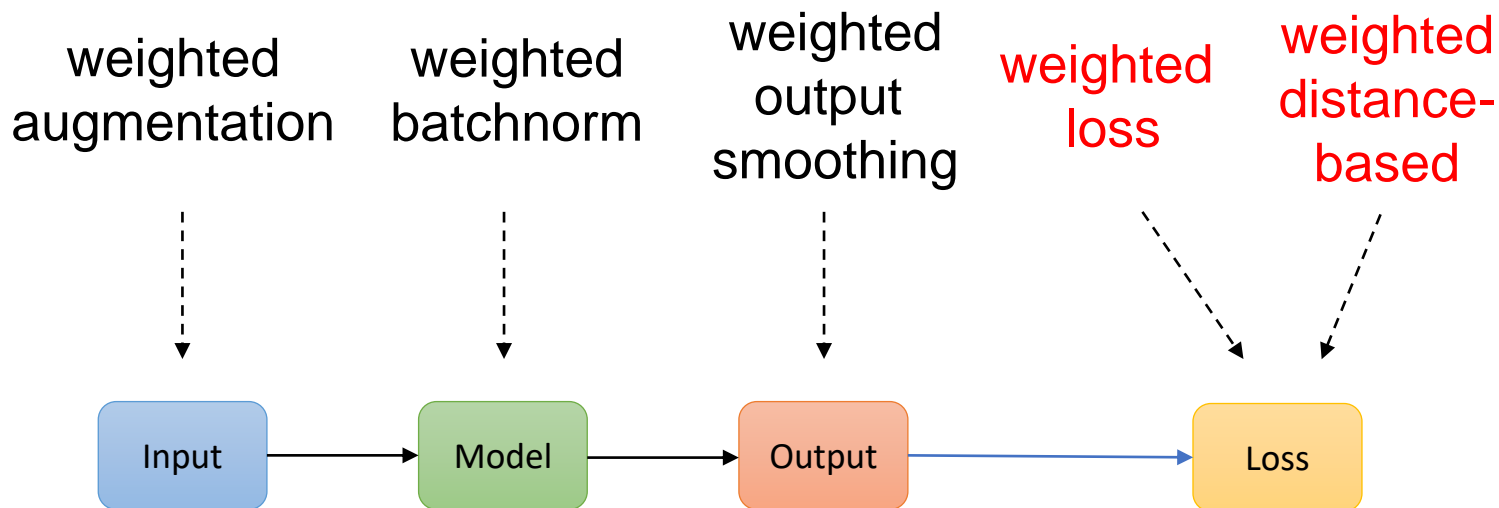 weighted
augmentation
weighted
batchnorm
weighted
output
smoothing
weighted
loss
weighted
distance-
based
Input
Model
Output
Loss